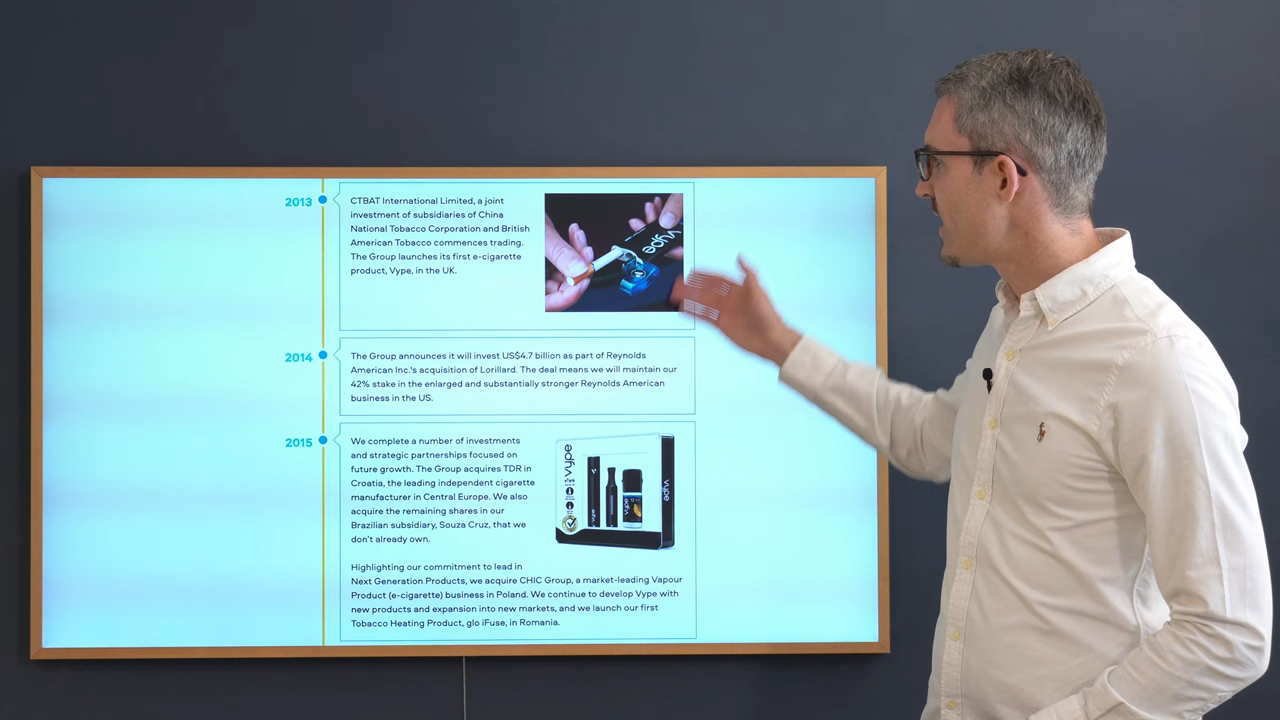 2013
CTBAT International Limited, a joint
investment of subsidiaries of China
National Tobacco Corporation and British
American Tobacco commences trading.
The Group launches its first e-cigarette
product, Vype, in the UK.
vype
2014
The Group announces it will invest US$4.7 billion as part of Reynolds
American Inc.'s acquisition of Lorillard. The deal means we will maintain our
42% stake in the enlarged and substantially stronger Reynolds American
business in the US.
2015
We complete a number of investments
and strategic partnerships focused on
future growth. The Group acquires TDR in
Croatia, the leading independent cigarette
manufacturer in Central Europe. We also
acquire the remaining shares in our
Brazilian subsidiary, Souza Cruz, that we
don't already own.
vype
vype
vype
Highlighting our commitment to lead in
Next Generation Products, we acquire CHIC Group, a market-leading Vapour
Product (e-cigarette) business in Poland. We continue to develop Vype with
new products and expansion into new markets, and we launch our first
Tobacco Heating Product, glo iFuse, in Romania.